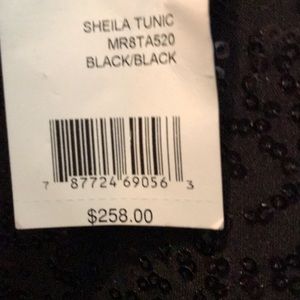 SHEILA TUNIC
MR8TA520
BLACK/BLACK
7 87724 69056 3
$258.00